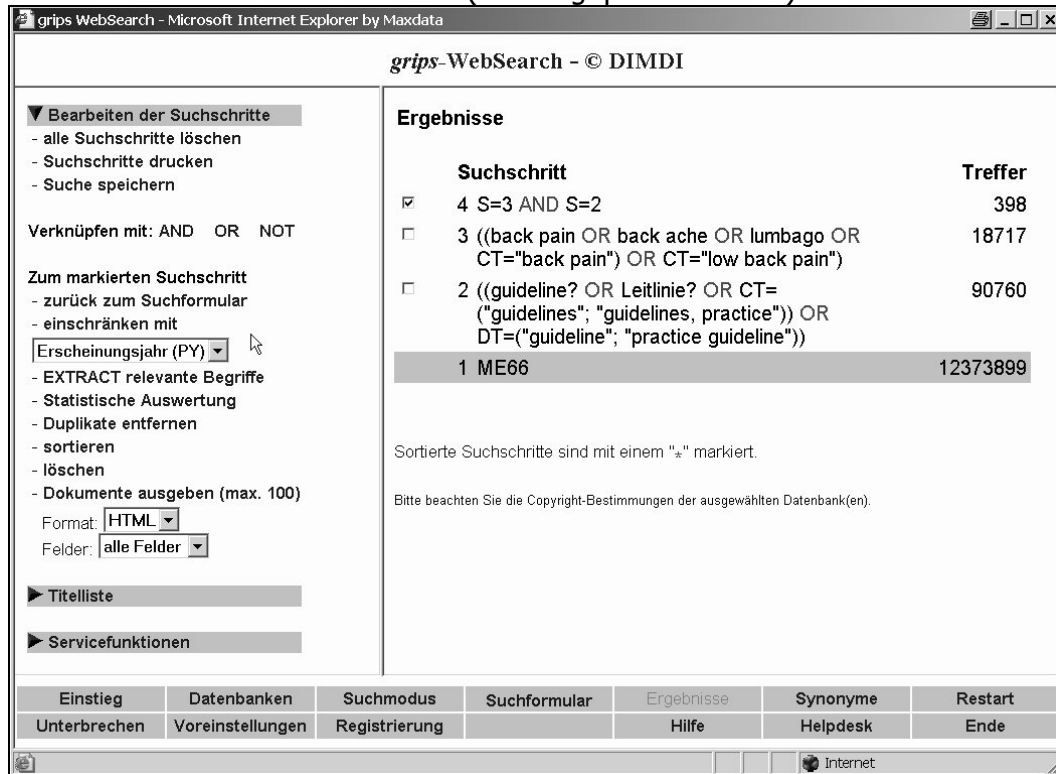 grips WebSearch - Microsoft Internet Explorer by Maxdata
grips-WebSearch - © DIMDI
Bearbeiten der Suchschritte
- alle Suchschritte löschen
- Suchschritte drucken
- Suche speichern
Verknüpfen mit: AND OR NOT
Zum markierten Suchschritt
- zurück zum Suchformular
- einschränken mit
Erscheinungsjahr (PY)
- EXTRACT relevante Begriffe
- Statistische Auswertung
- Duplikate entfernen
- sortieren
- löschen
- Dokumente ausgeben (max. 100)
Format: HTML
Felder: alle Felder
Titelliste
Servicefunktionen
Ergebnisse
Suchschritt Treffer
4 S=3 AND S=2 398
3 ((back pain OR back ache OR lumbago OR 18717
CT="back pain") OR CT="low back pain")
2 ((guideline? OR Leitlinie? OR CT= 90760
("guidelines"; "guidelines, practice")) OR
DT=("guideline"; "practice guideline"))
1 ME66 12373899
Sortierte Suchschritte sind mit einem "*" markiert.
Bitte beachten Sie die Copyright-Bestimmungen der ausgewählten Datenbank(en).
Einstieg Datenbanken Suchmodus Suchformular Ergebnisse Synonyme Restart
Unterbrechen Voreinstellungen Registrierung Hilfe Helpdesk Ende
Internet